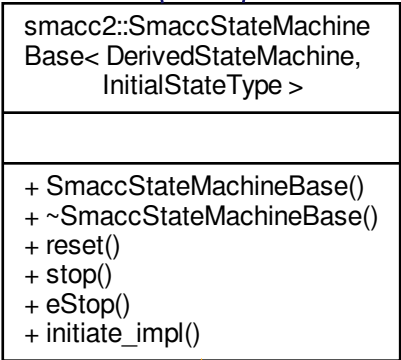 smacc2::SmaccStateMachine
Base< DerivedStateMachine,
InitialStateType >
+ SmaccStateMachineBase()
+ ~SmaccStateMachineBase()
+ reset()
+ stop()
+ eStop()
+ initiate_impl()